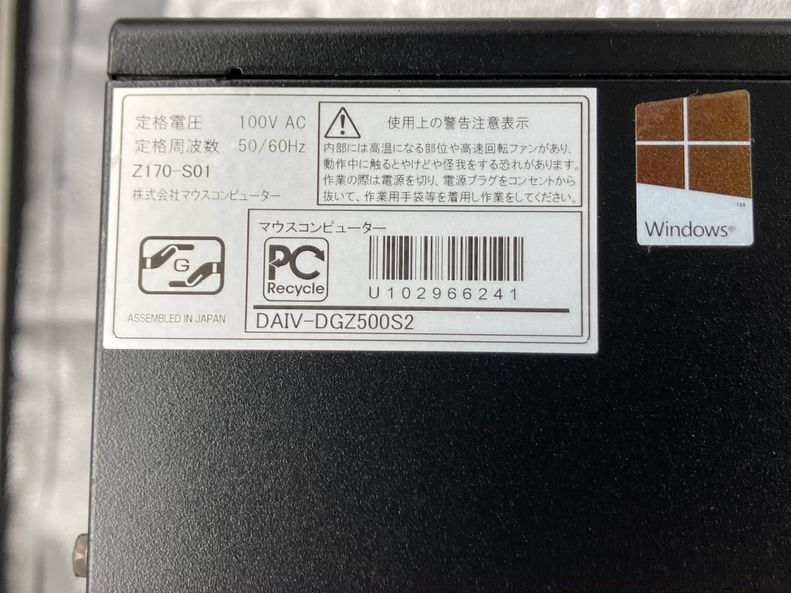 定格電圧 100V AC
定格周波数 50/60Hz
Z170-S01
株式会社マウスコンピューター
使用上の警告注意表示
内部には高温になる部位や高速回転ファンがあり、
動作中に触るとやけどや怪我をする恐れがあります。
作業の際は電源を切り、電源プラグをコンセントから
抜いて、作業用手袋等を着用し作業をしてください。
G
ASSEMBLED IN JAPAN
マウスコンピューター
PC
Recycle
U102966241
DAIV-DGZ500S2
TM
Windows®